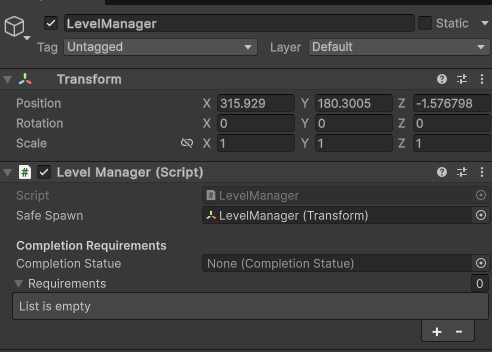 LevelManager Static
Tag Untagged Layer Default
Transform
Position X 315.929 Y 180.3005 Z -1.576798
Rotation X 0 Y 0 Z 0
Scale X 1 Y 1 Z 1
# Level Manager (Script)
Script # LevelManager
Safe Spawn LevelManager (Transform)
Completion Requirements
Completion Statue None (Completion Statue)
Requirements 0
List is empty
+ -